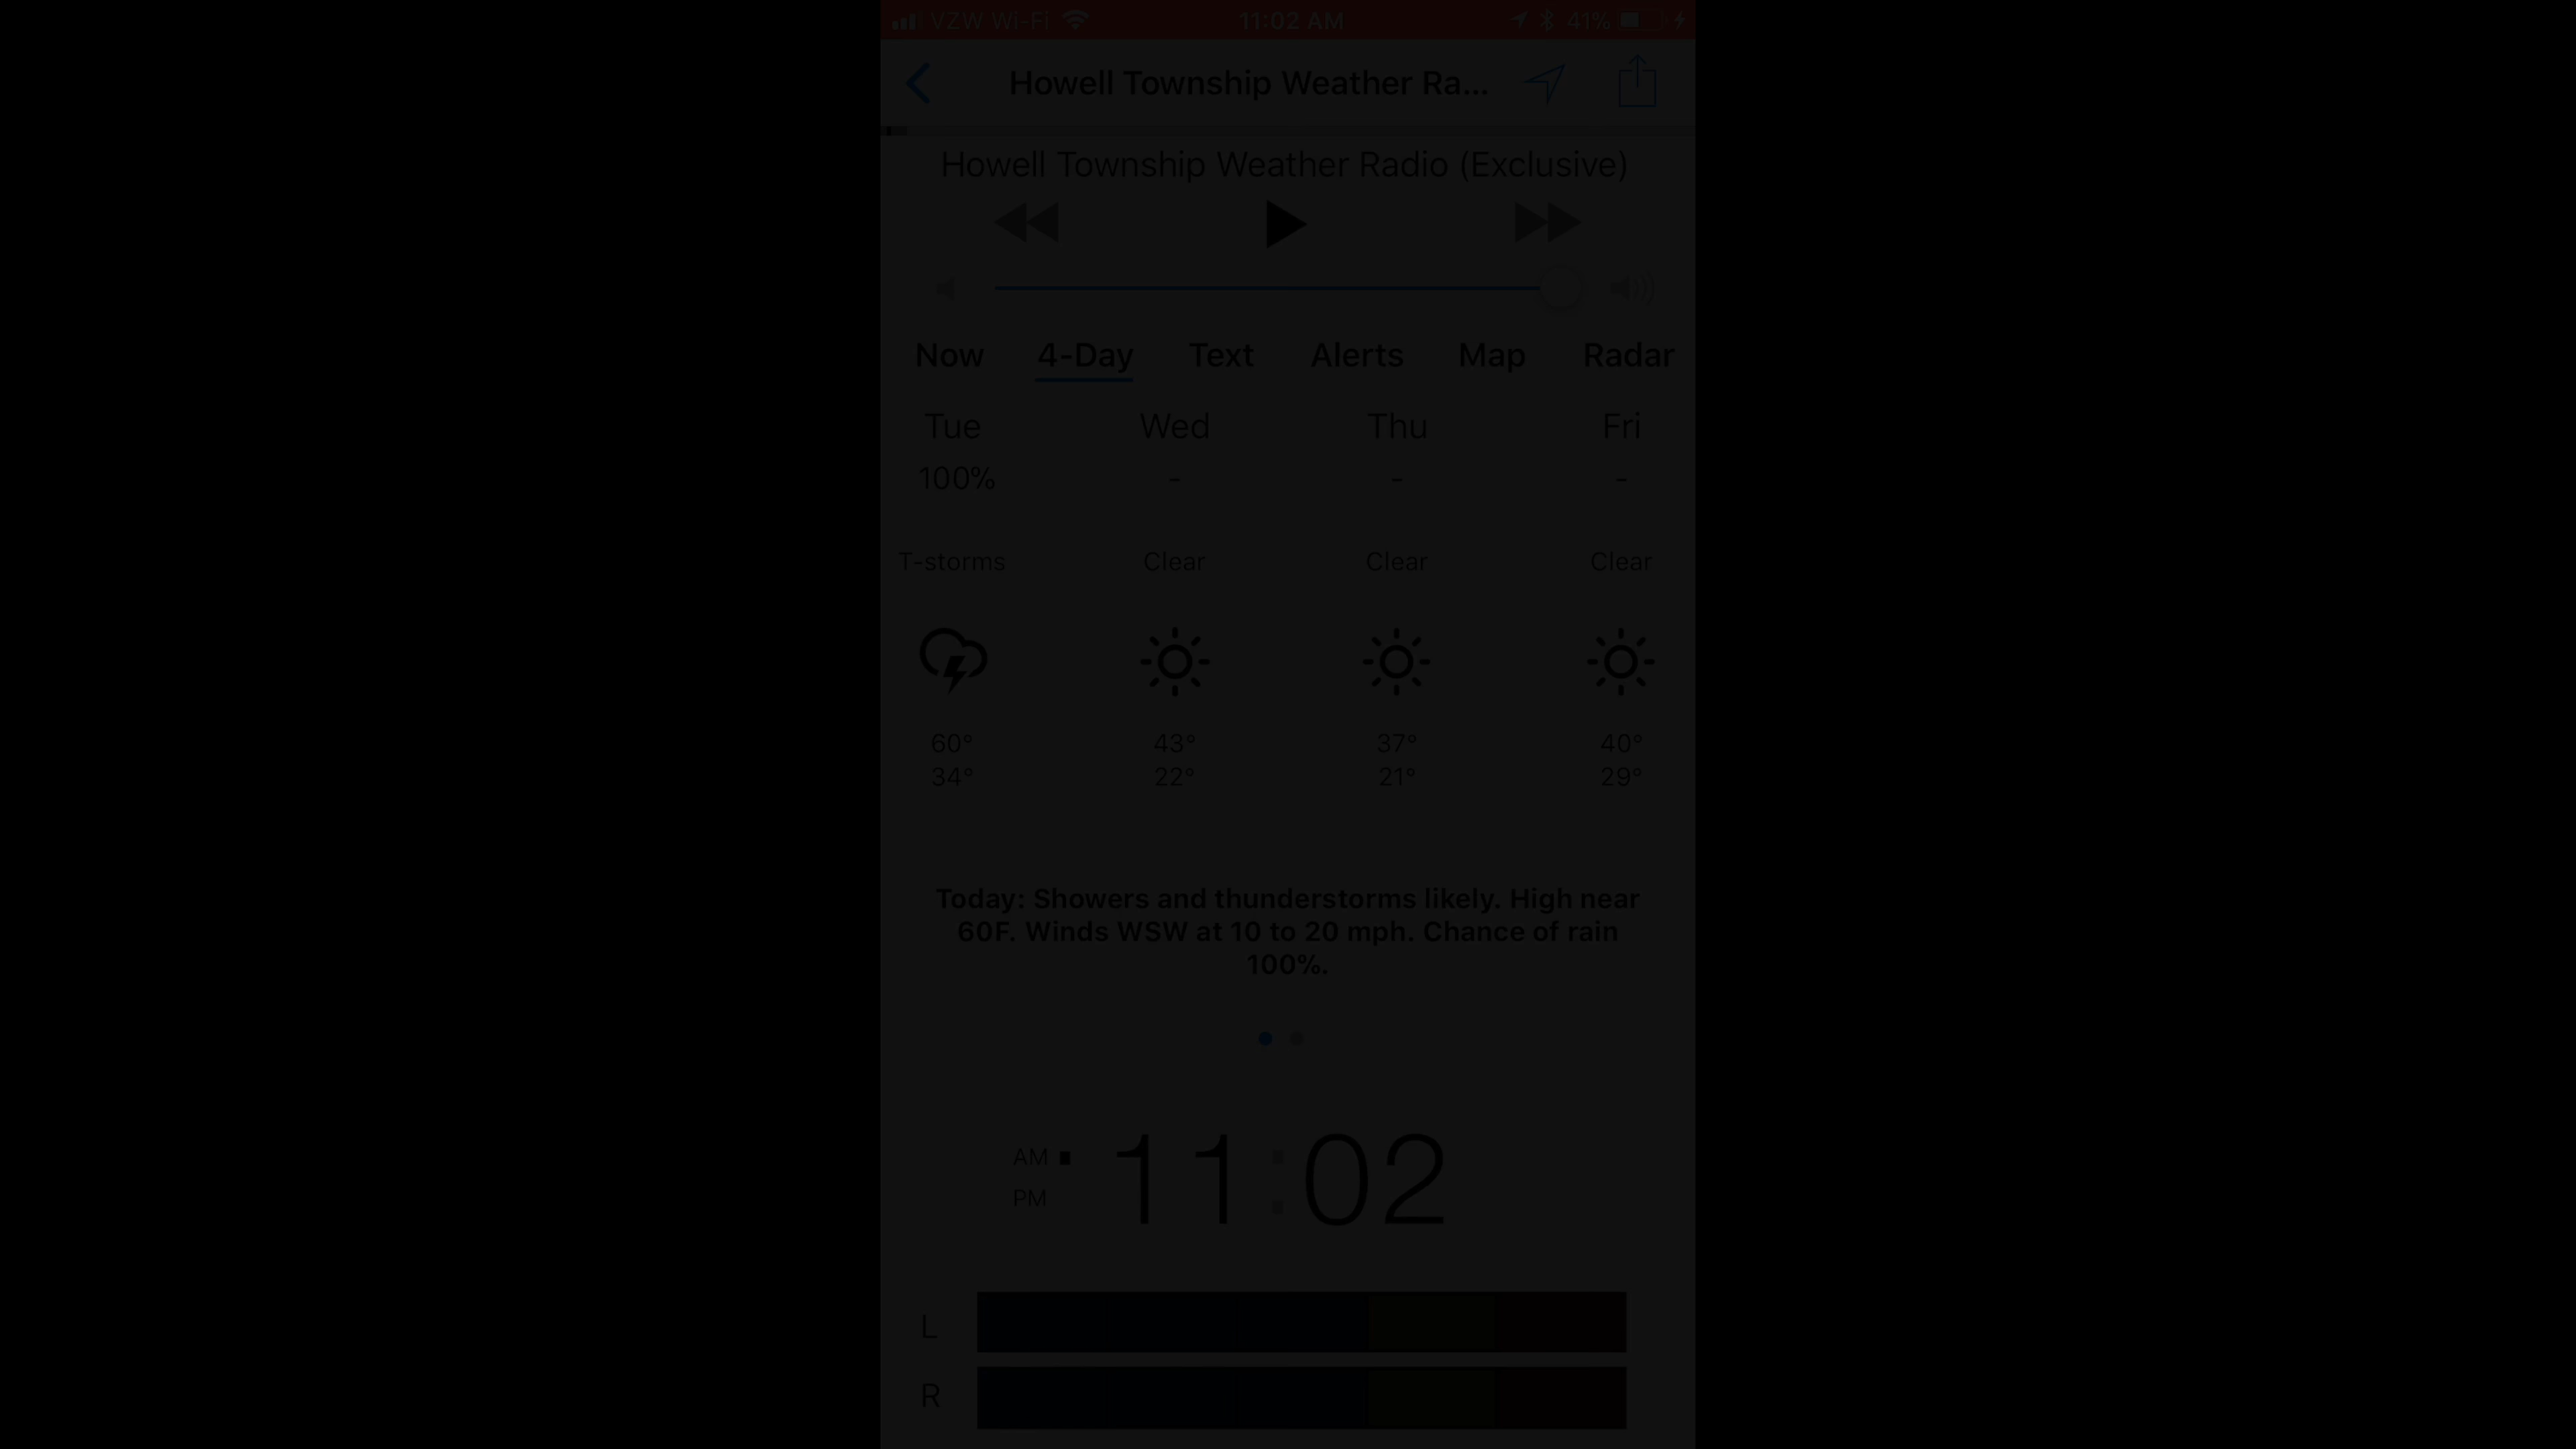 VZW Wi-Fi 11:02 AM 41%
Howell Township Weather Ra...
Howell Township Weather Radio (Exclusive)
Now 4-Day Text Alerts Map Radar
Tue Wed Thu Fri
100% - - -
T-storms Clear Clear Clear
60° 43° 37° 40°
34° 22° 21° 29°
Today: Showers and thunderstorms likely. High near
60F. Winds WSW at 10 to 20 mph. Chance of rain
100%.
AM 11:02
PM
L
R